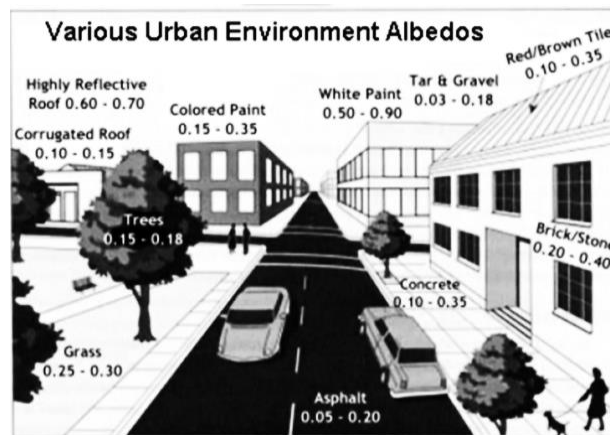 Various Urban Environment Albedos
Highly Reflective
Roof 0.60 - 0.70
Corrugated Roof
0.10 - 0.15
Colored Paint
0.15 - 0.35
White Paint
0.50 - 0.90
Tar & Gravel
0.03 - 0.18
Red/Brown Tile
0.10 - 0.35
Trees
0.15 - 0.18
Brick/Stone
0.20 - 0.40
Concrete
0.10 - 0.35
Grass
0.25 - 0.30
Asphalt
0.05 - 0.20